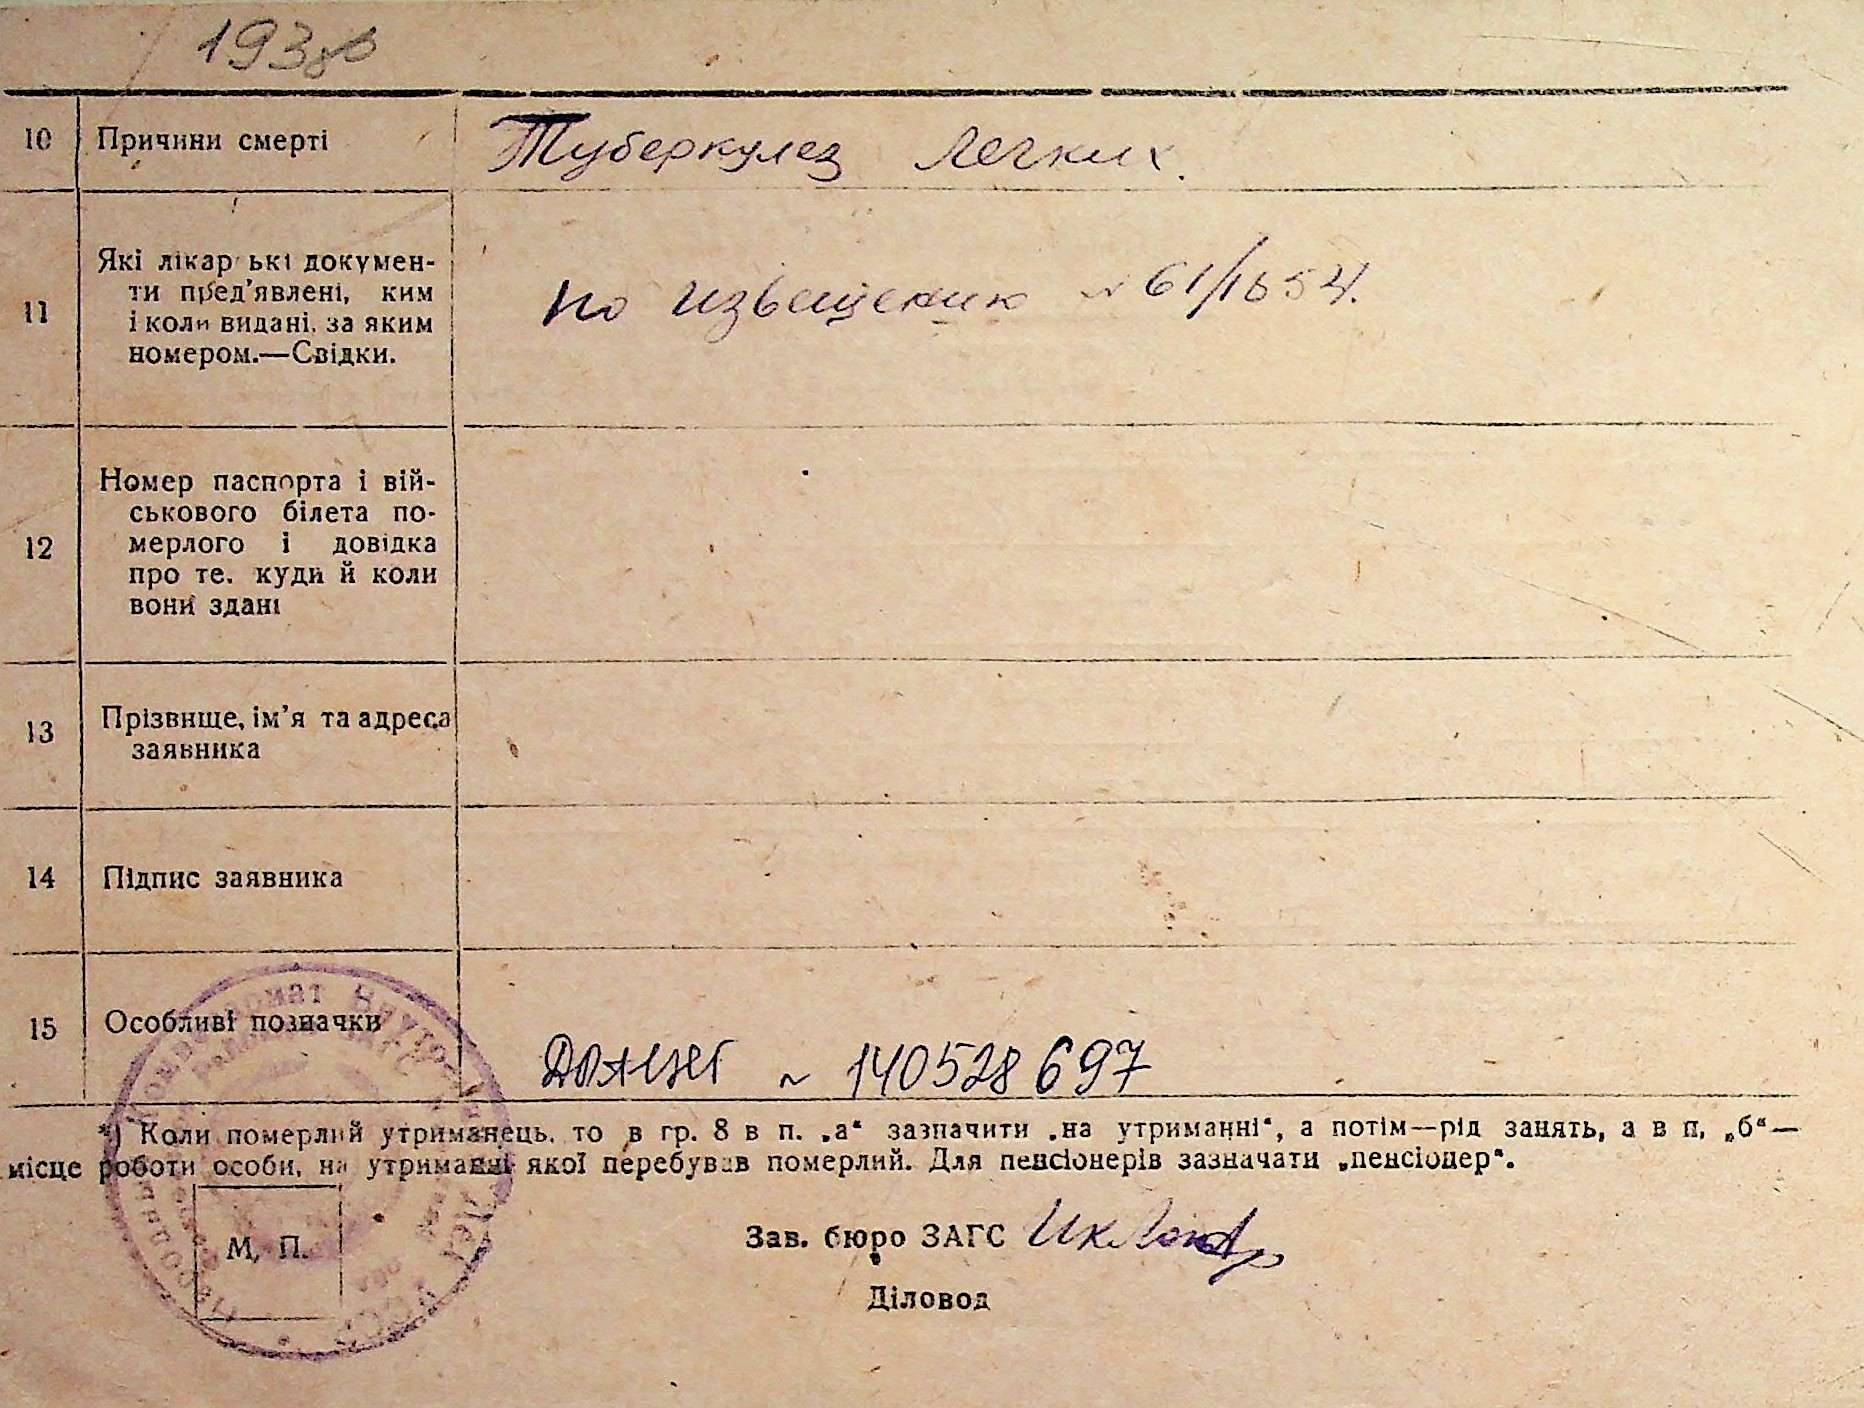 193
10 Причини смерті Туберкулез легких.
11 Які лікарські докумен-
ти пред'явлені, ким
і коли видані, за яким
номером.—Свідки.
по извещению № 61/1654.
12 Номер паспорта і вій-
ськового білета по-
мерлого і довідка
про те, куди й коли
вони здані
13 Прізвище, ім'я та адреса
заявника
14 Підпис заявника
15 Особливі позначки
№ 140528697
*) Коли померлий утриманець, то в гр. 8 в п. „а“ зазначити „на утриманні“, а потім—рід занять, а в п. „б“—
місце роботи особи, на утриманні якої перебував померлий. Для пенсіонерів зазначати „пенсіонер“.
М. П.
Зав. бюро ЗАГС
Діловод